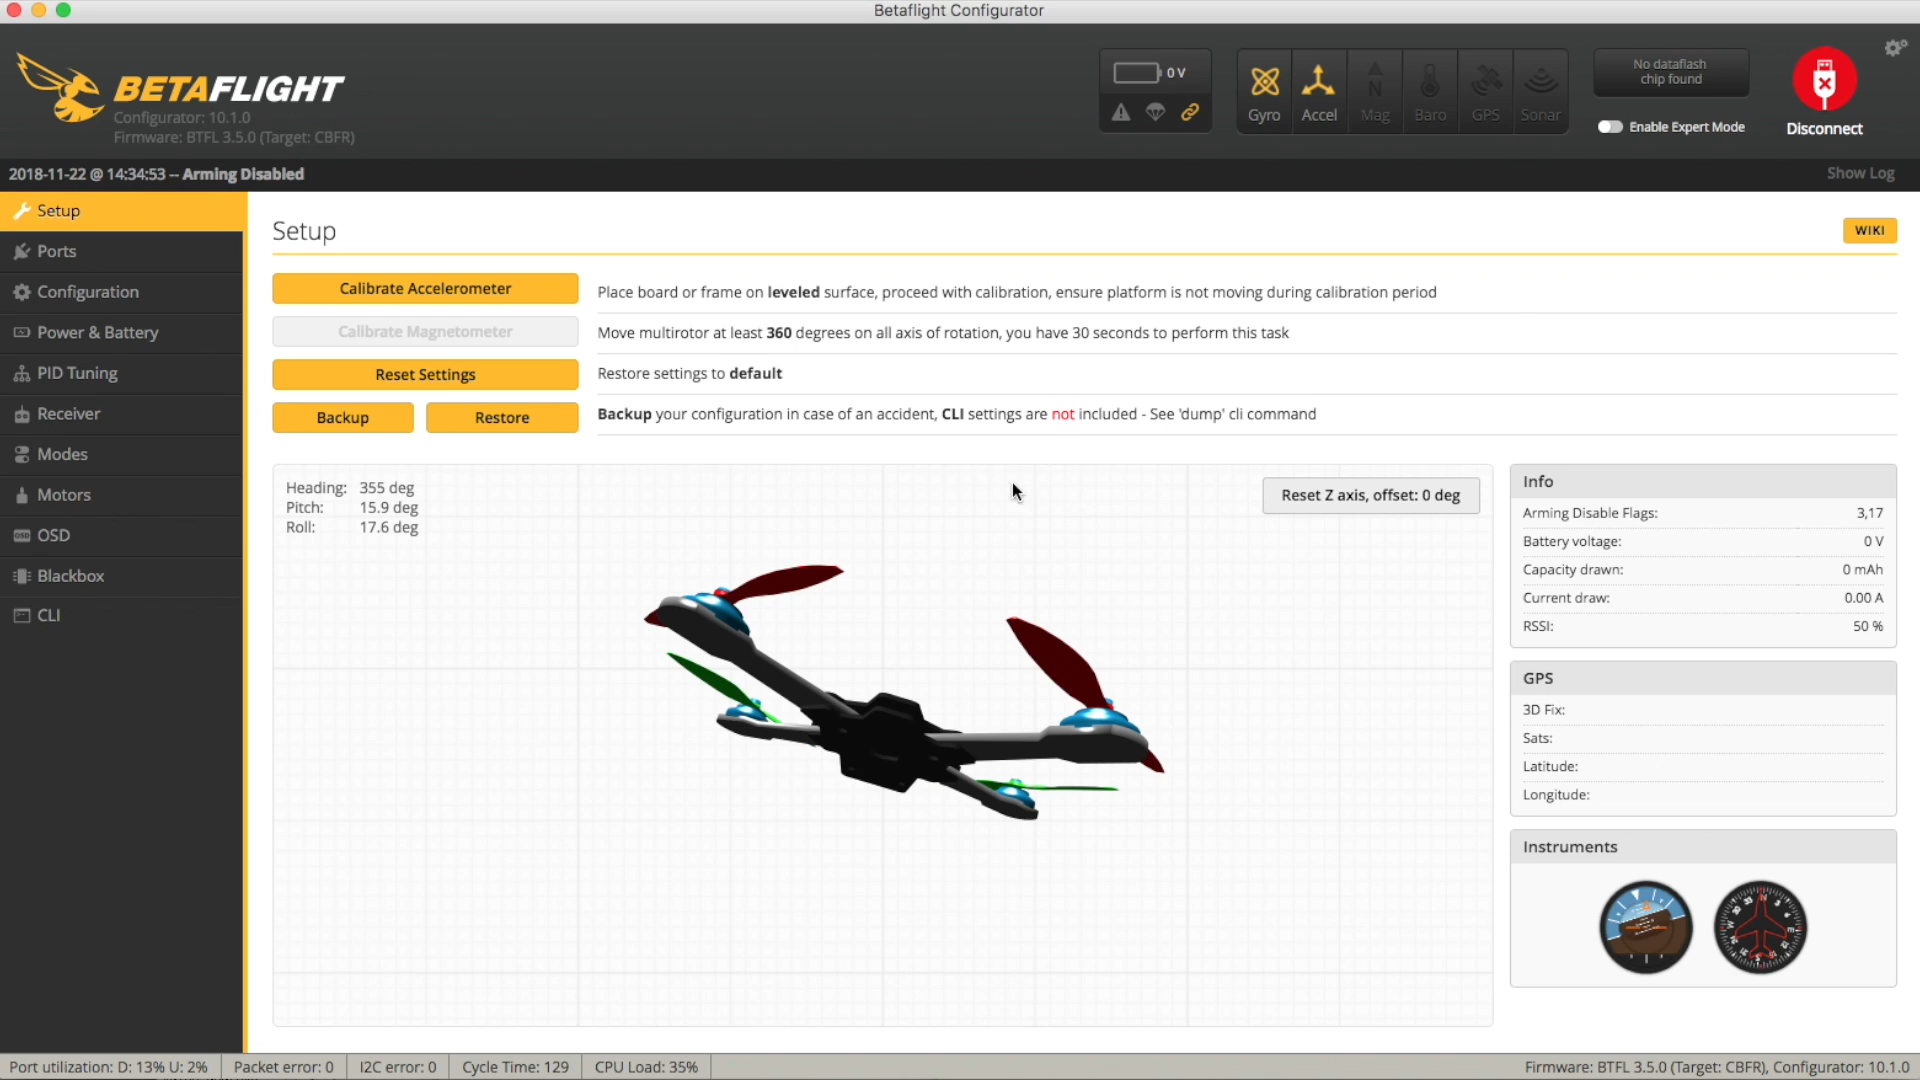 Betaflight Configurator
BETAFLIGHT
Configurator: 10.1.0
Firmware: BTFL 3.5.0 (Target: CBFR)
0 V
Gyro
Accel
Mag
Baro
GPS
Sonar
No dataflash
chip found
Enable Expert Mode
Disconnect
2018-11-22 @ 14:34:53 -- Arming Disabled
Show Log
Setup
Ports
Configuration
Power & Battery
PID Tuning
Receiver
Modes
Motors
OSD
Blackbox
CLI
Setup
WIKI
Calibrate Accelerometer
Place board or frame on leveled surface, proceed with calibration, ensure platform is not moving during calibration period
Calibrate Magnetometer
Move multirotor at least 360 degrees on all axis of rotation, you have 30 seconds to perform this task
Reset Settings
Restore settings to default
Backup
Restore
Backup your configuration in case of an accident, CLI settings are not included - See 'dump' cli command
Heading: 355 deg
Pitch: 15.9 deg
Roll: 17.6 deg
Reset Z axis, offset: 0 deg
Info
Arming Disable Flags: 3,17
Battery voltage: 0 V
Capacity drawn: 0 mAh
Current draw: 0.00 A
RSSI: 50 %
GPS
3D Fix:
Sats:
Latitude:
Longitude:
Instruments
Port utilization: D: 13% U: 2%
Packet error: 0
I2C error: 0
Cycle Time: 129
CPU Load: 35%
Firmware: BTFL 3.5.0 (Target: CBFR), Configurator: 10.1.0